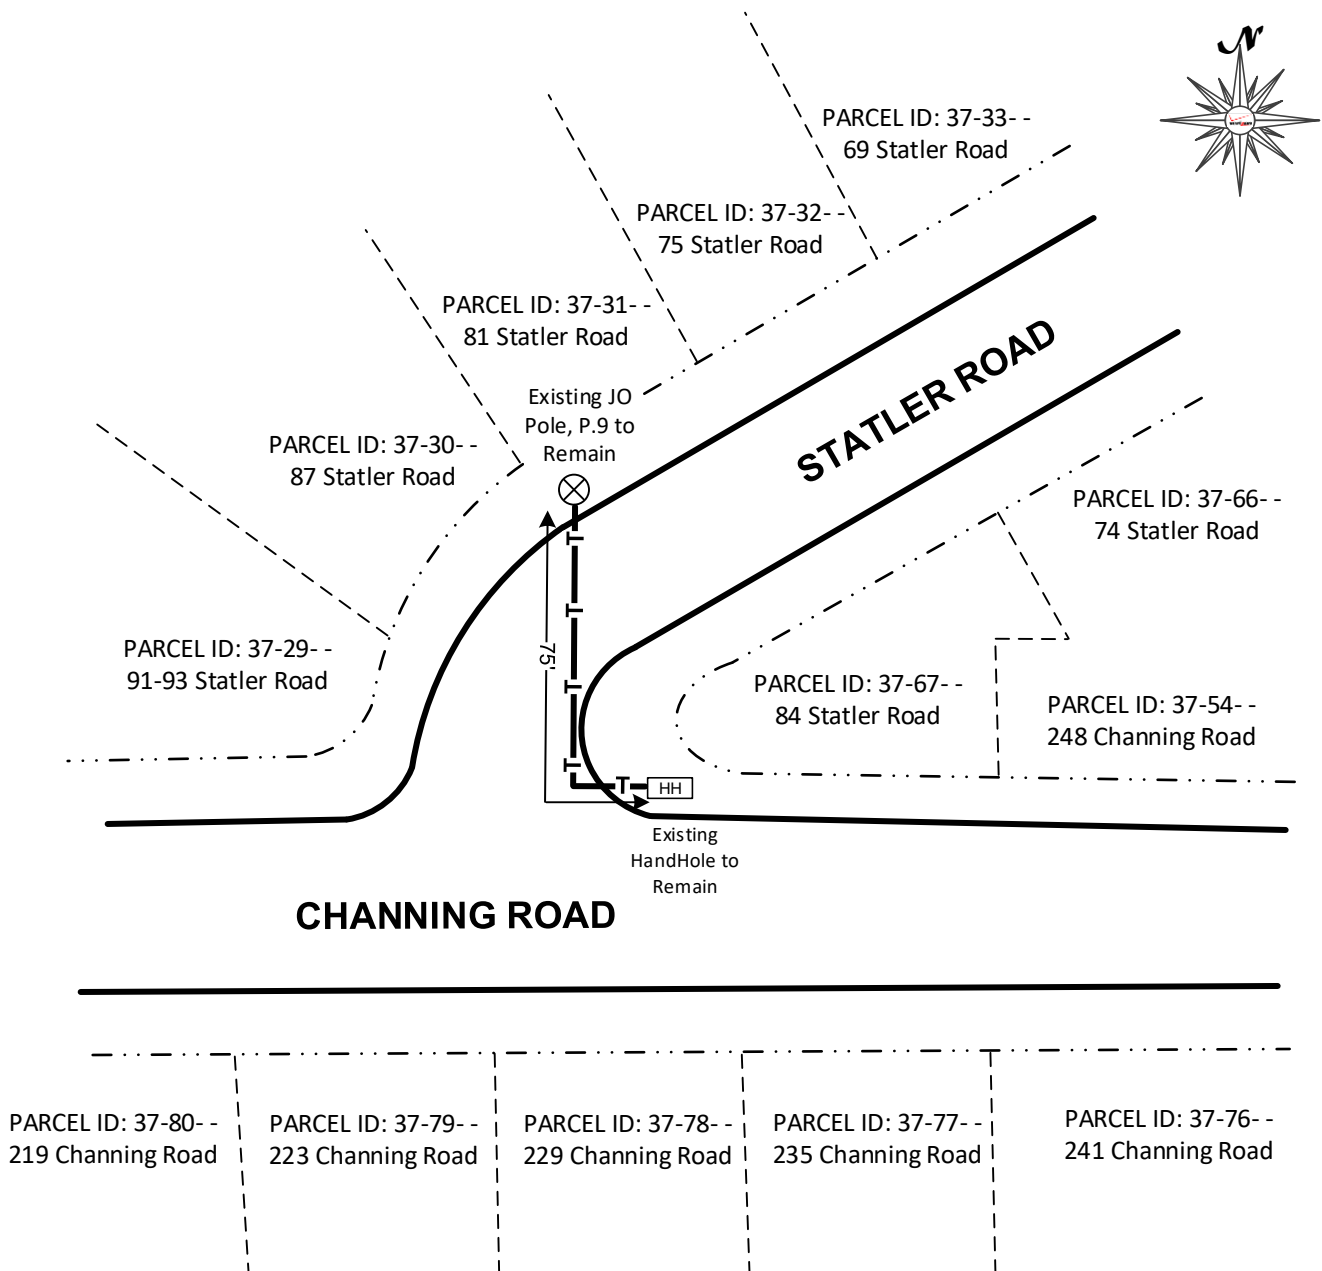 N
PARCEL ID: 37-33- -
69 Statler Road
PARCEL ID: 37-32- -
75 Statler Road
PARCEL ID: 37-31- -
81 Statler Road
STATLER ROAD
Existing JO
Pole, P.9 to
Remain
PARCEL ID: 37-30- -
87 Statler Road
PARCEL ID: 37-66- -
74 Statler Road
T
T
75'
PARCEL ID: 37-29- -
91-93 Statler Road
T
PARCEL ID: 37-67- -
84 Statler Road
PARCEL ID: 37-54- -
248 Channing Road
T
T
HH
Existing
HandHole to
Remain
CHANNING ROAD
PARCEL ID: 37-80- -
219 Channing Road
PARCEL ID: 37-79- -
223 Channing Road
PARCEL ID: 37-78- -
229 Channing Road
PARCEL ID: 37-77- -
235 Channing Road
PARCEL ID: 37-76- -
241 Channing Road